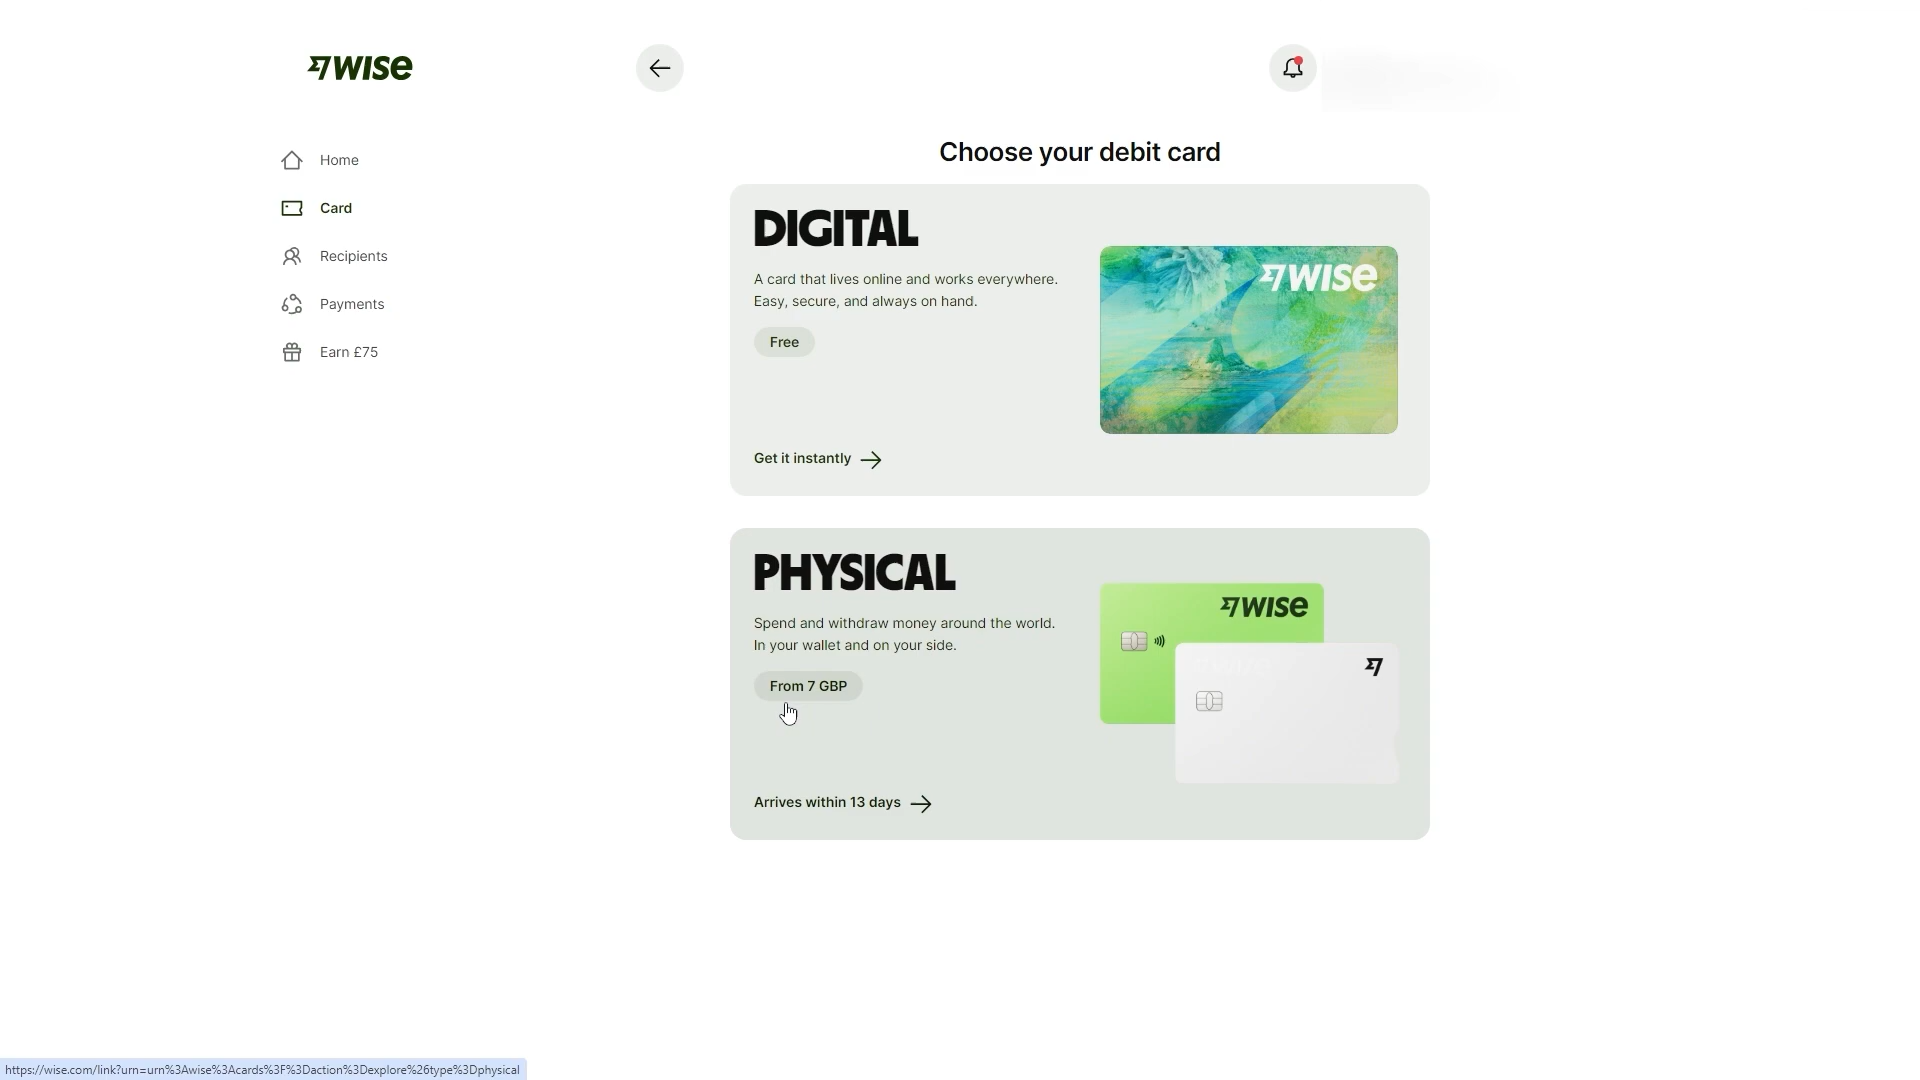 WISE
Home
Card
Recipients
Payments
Earn £75
Choose your debit card
DIGITAL
A card that lives online and works everywhere.
Easy, secure, and always on hand.
Free
Get it instantly
WISE
PHYSICAL
Spend and withdraw money around the world.
In your wallet and on your side.
From 7 GBP
Arrives within 13 days
WISE
https://wise.com/link?urn=urn%3Awise%3Acards%3F%3Daction%3Dexplore%26type%3Dphysical